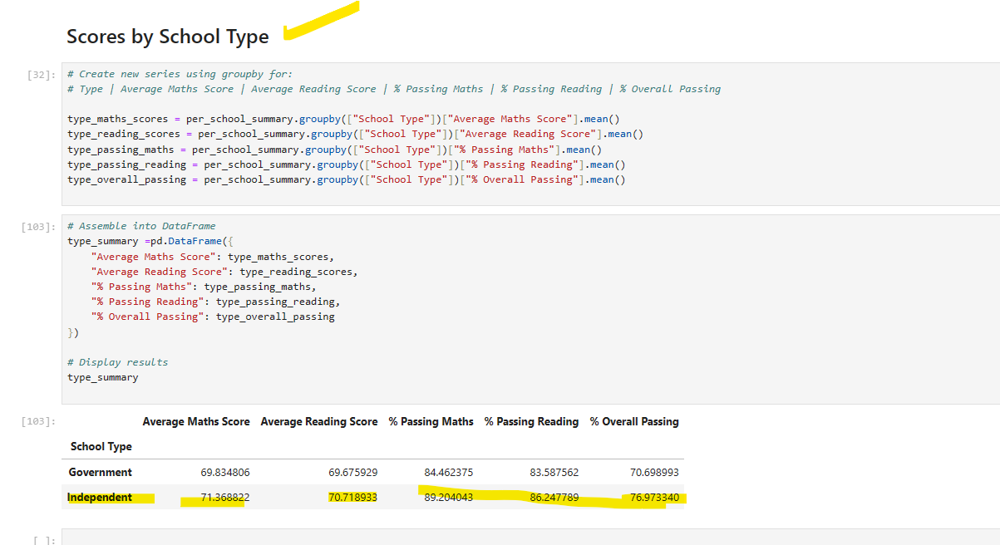 Scores by School Type
[32]:
# Create new series using groupby for:
# Type | Average Maths Score | Average Reading Score | % Passing Maths | % Passing Reading | % Overall Passing
type_maths_scores = per_school_summary.groupby(["School Type"])["Average Maths Score"].mean()
type_reading_scores = per_school_summary.groupby(["School Type"])["Average Reading Score"].mean()
type_passing_maths = per_school_summary.groupby(["School Type"])["% Passing Maths"].mean()
type_passing_reading = per_school_summary.groupby(["School Type"])["% Passing Reading"].mean()
type_overall_passing = per_school_summary.groupby(["School Type"])["% Overall Passing"].mean()
[103]:
# Assemble into DataFrame
type_summary =pd.DataFrame({
    "Average Maths Score": type_maths_scores,
    "Average Reading Score": type_reading_scores,
    "% Passing Maths": type_passing_maths,
    "% Passing Reading": type_passing_reading,
    "% Overall Passing": type_overall_passing
})
# Display results
type_summary
[103]:
Average Maths Score Average Reading Score % Passing Maths % Passing Reading % Overall Passing
School Type
Government 69.834806 69.675929 84.462375 83.587562 70.698993
Independent 71.368822 70.718933 89.204043 86.247789 76.973340
[ ]: